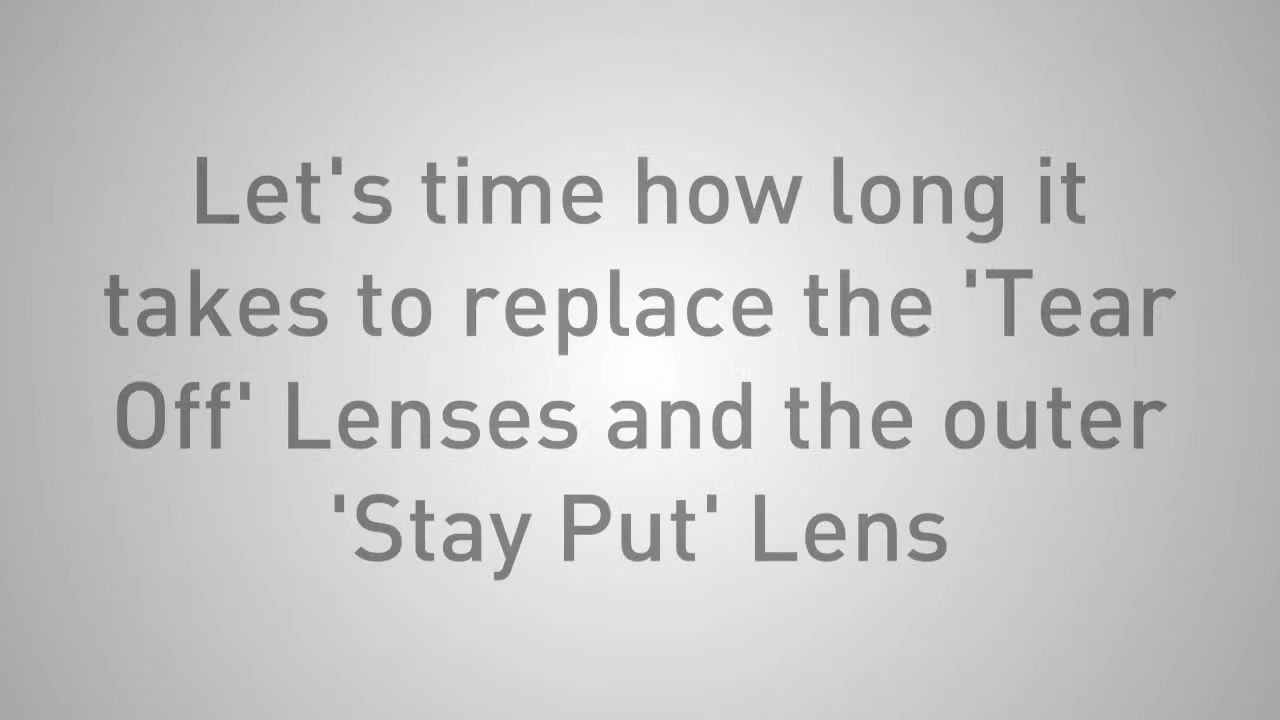 Let's time how long it
takes to replace the 'Tear
Off' Lenses and the outer
'Stay Put' Lens